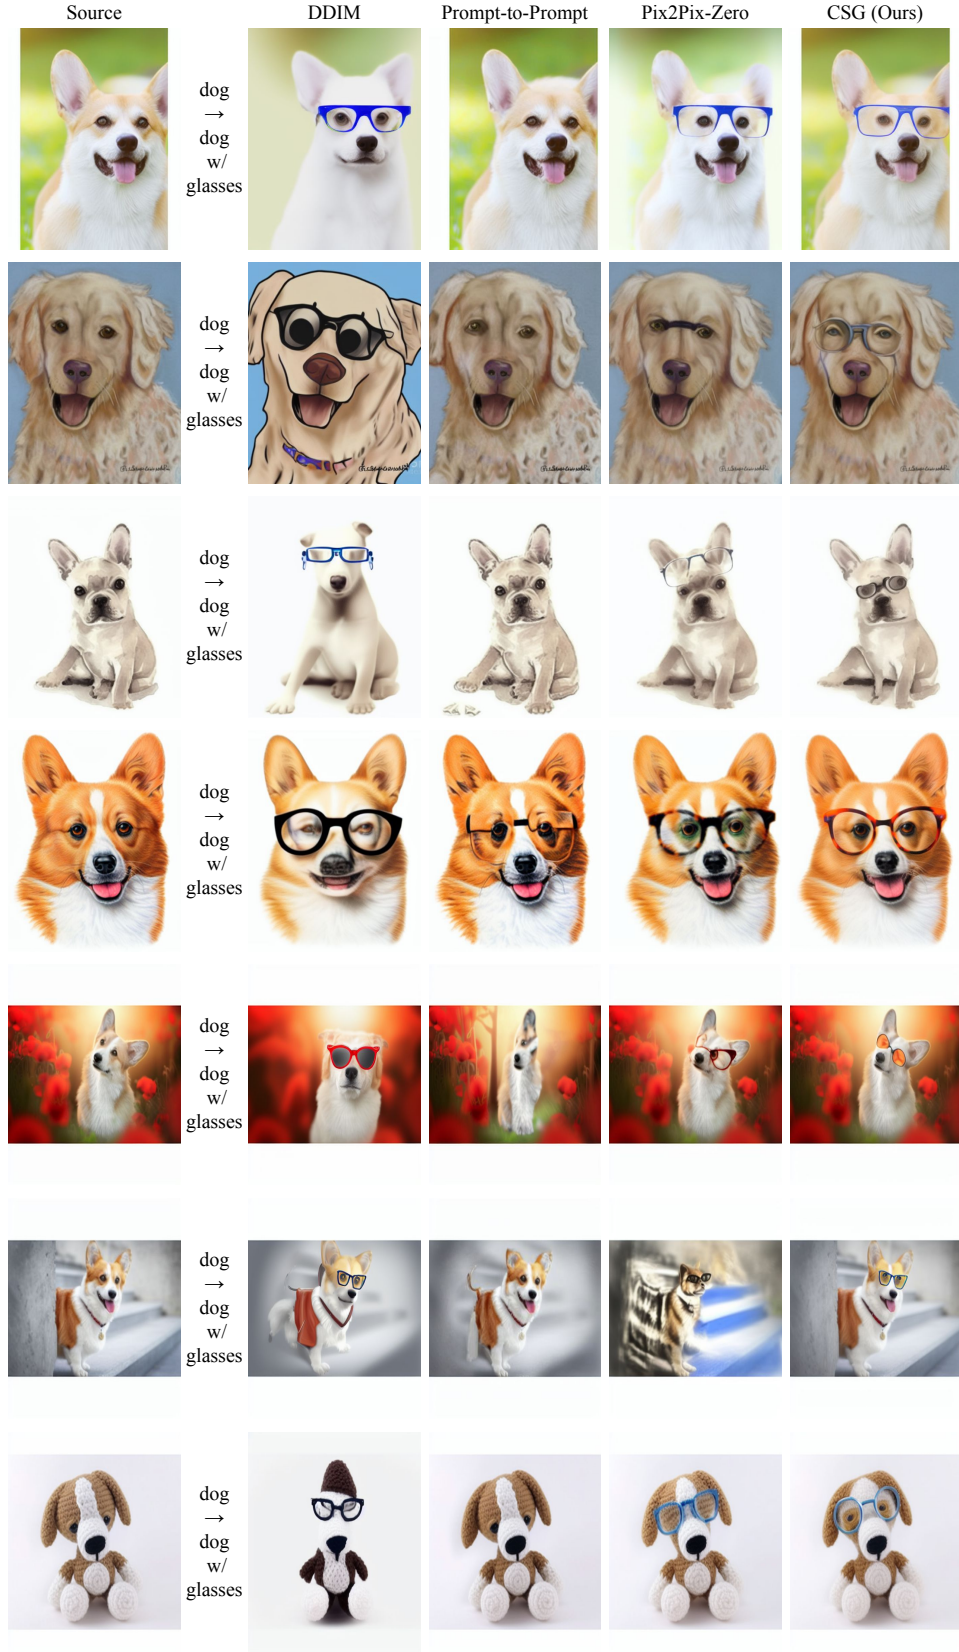 Source DDIM Prompt-to-Prompt Pix2Pix-Zero CSG (Ours)
dog
→
dog
w/
glasses
dog
→
dog
w/
glasses
dog
→
dog
w/
glasses
dog
→
dog
w/
glasses
dog
→
dog
w/
glasses
dog
→
dog
w/
glasses
dog
→
dog
w/
glasses